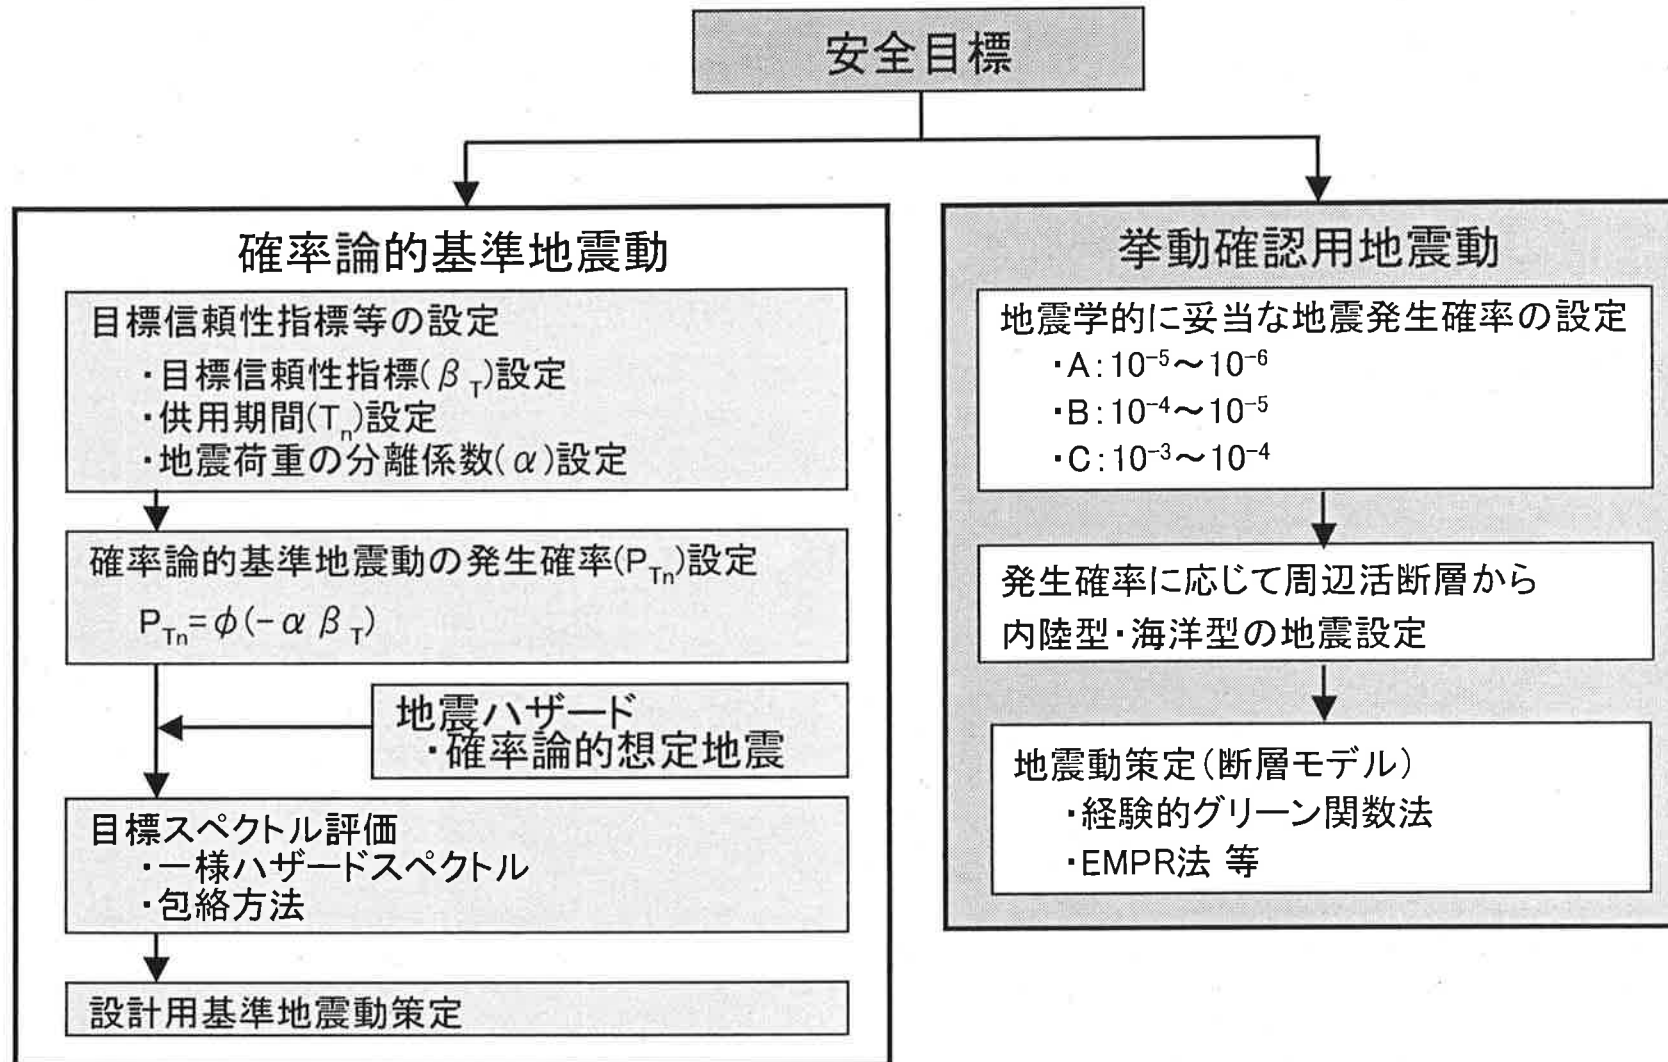 安全目標
確率論的基準地震動
目標信頼性指標等の設定
・目標信頼性指標(βT)設定
・供用期間(Tn)設定
・地震荷重の分離係数(α)設定
確率論的基準地震動の発生確率(PTn)設定
PTn=φ(-αβT)
地震ハザード
・確率論的想定地震
目標スペクトル評価
・一様ハザードスペクトル
・包絡方法
設計用基準地震動策定
挙動確認用地震動
地震学的に妥当な地震発生確率の設定
・A:10⁻⁵～10⁻⁶
・B:10⁻⁴～10⁻⁵
・C:10⁻³～10⁻⁴
発生確率に応じて周辺活断層から
内陸型・海洋型の地震設定
地震動策定(断層モデル)
・経験的グリーン関数法
・EMPR法 等